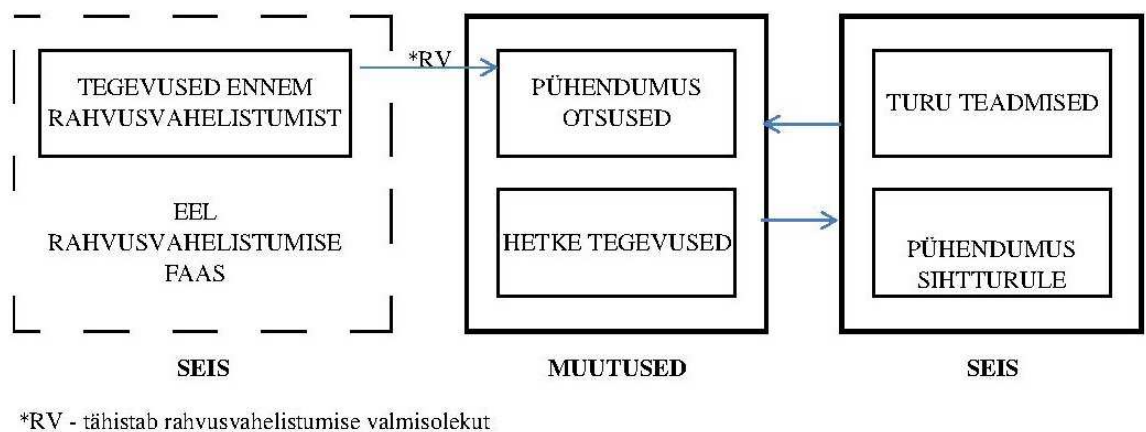 TEGEVUSED ENNEM
RAHVUSVAHELISTUMIST
EEL
RAHVUSVAHELISTUMISE
FAAS
*RV
PÜHENDUMUS
OTSUSED
HETKE TEGEVUSED
TURU TEADMISED
PÜHENDUMUS
SIHTTURULE
SEIS
MUUTUSED
SEIS
*RV - tähistab rahvusvahelistumise valmisolekut